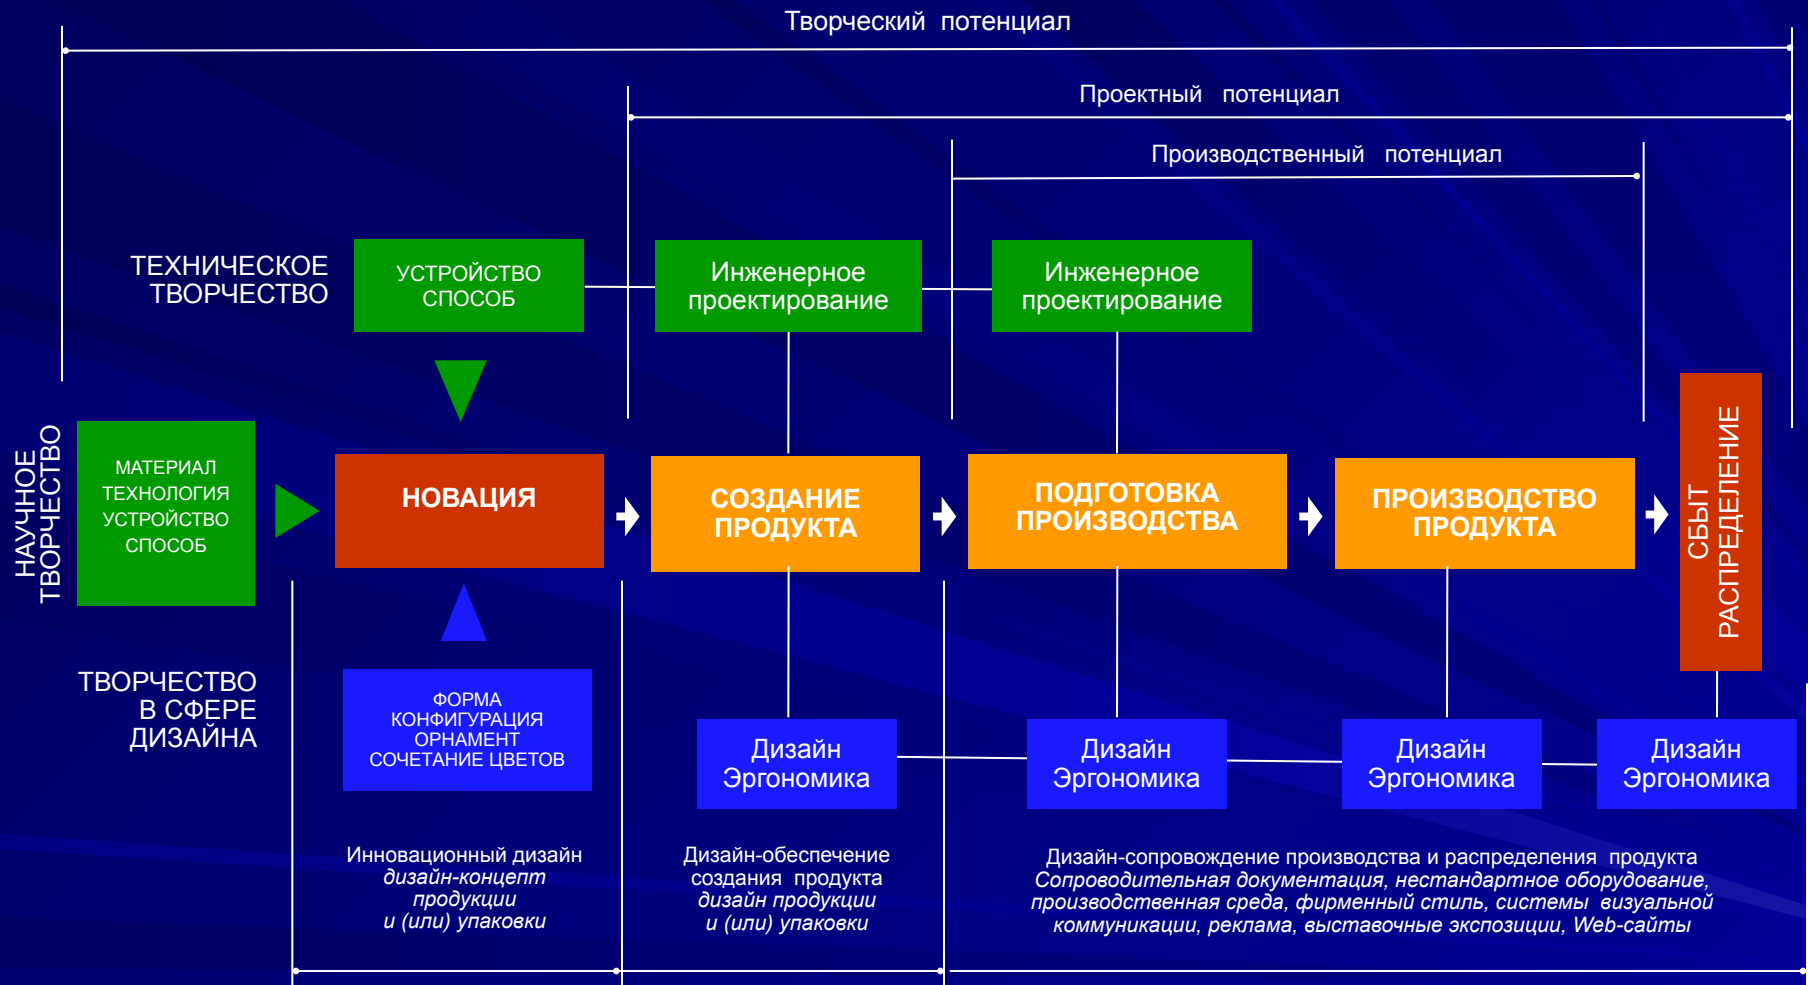 Творческий потенциал
Проектный потенциал
Производственный потенциал
ТЕХНИЧЕСКОЕ
ТВОРЧЕСТВО
УСТРОЙСТВО
СПОСОБ
Инженерное
проектирование
Инженерное
проектирование
НАУЧНОЕ
ТВОРЧЕСТВО
МАТЕРИАЛ
ТЕХНОЛОГИЯ
УСТРОЙСТВО
СПОСОБ
НОВАЦИЯ
СОЗДАНИЕ
ПРОДУКТА
ПОДГОТОВКА
ПРОИЗВОДСТВА
ПРОИЗВОДСТВО
ПРОДУКТА
СБЫТ
РАСПРЕДЕЛЕНИЕ
ТВОРЧЕСТВО
В СФЕРЕ
ДИЗАЙНА
ФОРМА
КОНФИГУРАЦИЯ
ОРНАМЕНТ
СОЧЕТАНИЕ ЦВЕТОВ
Дизайн
Эргономика
Дизайн
Эргономика
Дизайн
Эргономика
Дизайн
Эргономика
Инновационный дизайн
дизайн-концепт
продукции
и (или) упаковки
Дизайн-обеспечение
создания продукта
дизайн продукции
и (или) упаковки
Дизайн-сопровождение производства и распределения продукта
Сопроводительная документация, нестандартное оборудование,
производственная среда, фирменный стиль, системы визуальной
коммуникации, реклама, выставочные экспозиции, Web-сайты